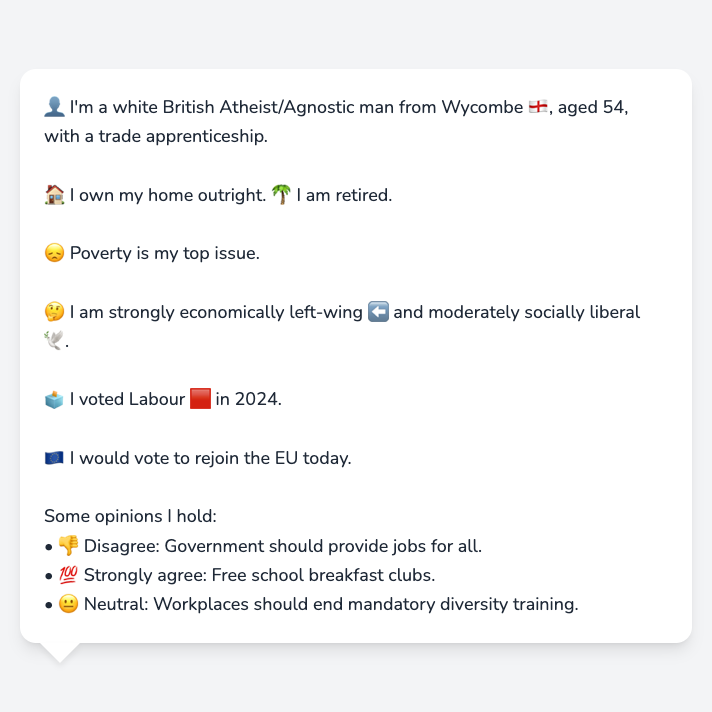 👤 I'm a white British Atheist/Agnostic man from Wycombe 🏴󠁧󠁢󠁥󠁮󠁧󠁿, aged 54,
with a trade apprenticeship.
🏠 I own my home outright. 🌴 I am retired.
😞 Poverty is my top issue.
🤔 I am strongly economically left-wing ⬅️ and moderately socially liberal
🕊️.
🗳️ I voted Labour 🟥 in 2024.
🇪🇺 I would vote to rejoin the EU today.
Some opinions I hold:
• 👎 Disagree: Government should provide jobs for all.
• 💯 Strongly agree: Free school breakfast clubs.
• 😐 Neutral: Workplaces should end mandatory diversity training.